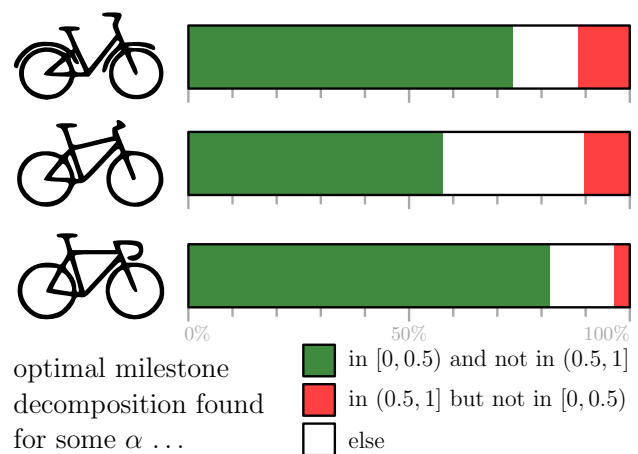 0% 50% 100%
optimal milestone
decomposition found
for some α ...
in [0, 0.5) and not in (0.5, 1]
in (0.5, 1] but not in [0, 0.5)
else